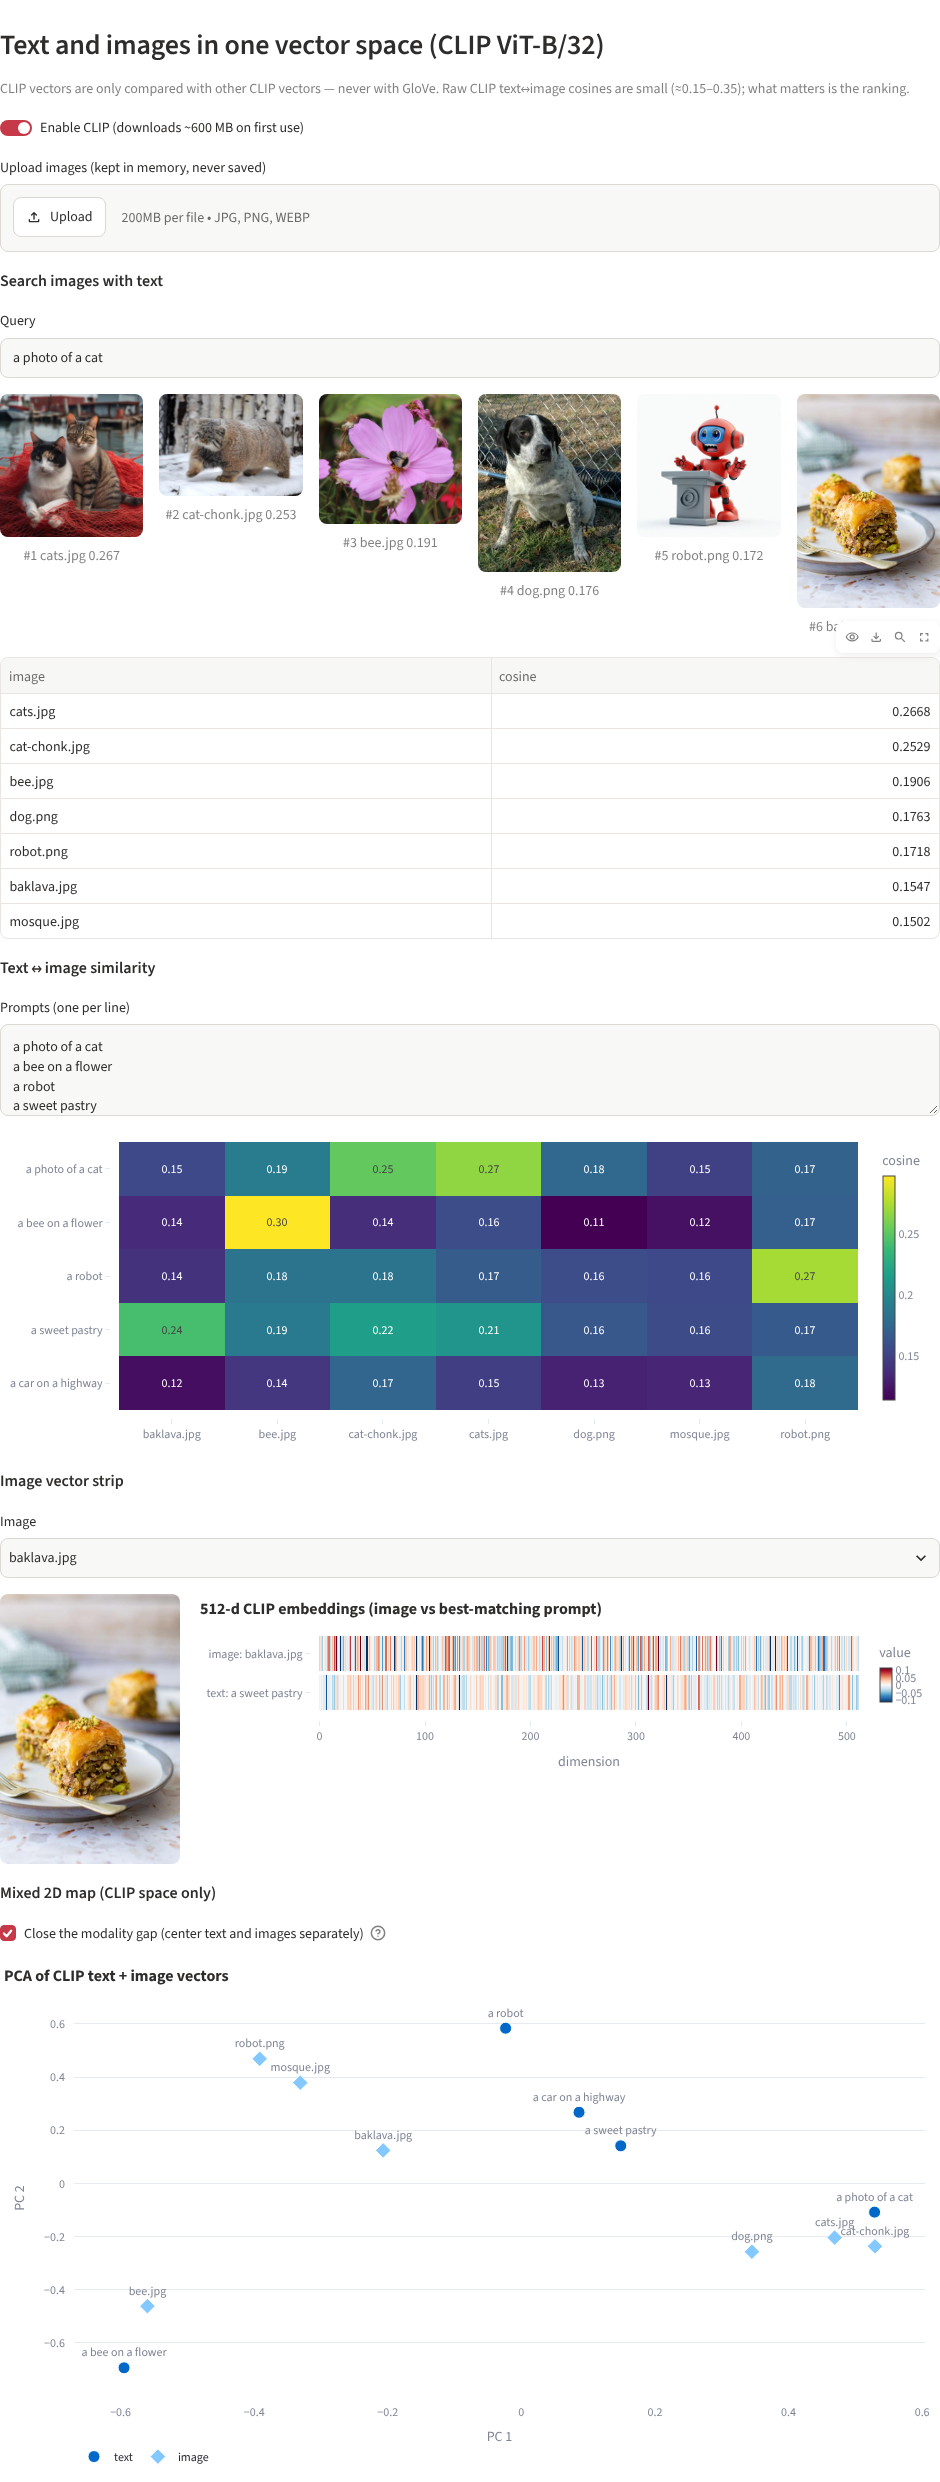 Text and images in one vector space (CLIP ViT-B/32)
CLIP vectors are only compared with other CLIP vectors — never with GloVe. Raw CLIP text↔image cosines are small (≈0.15–0.35); what matters is the ranking.
Enable CLIP (downloads ~600 MB on first use)
Upload images (kept in memory, never saved)
Upload 200MB per file • JPG, PNG, WEBP
Search images with text
Query
a photo of a cat
#1 cats.jpg 0.267
#2 cat-chonk.jpg 0.253
#3 bee.jpg 0.191
#4 dog.png 0.176
#5 robot.png 0.172
#6 ba
image cosine
cats.jpg 0.2668
cat-chonk.jpg 0.2529
bee.jpg 0.1906
dog.png 0.1763
robot.png 0.1718
baklava.jpg 0.1547
mosque.jpg 0.1502
Text ↔ image similarity
Prompts (one per line)
a photo of a cat
a bee on a flower
a robot
a sweet pastry
cosine
a photo of a cat 0.15 0.19 0.25 0.27 0.18 0.15 0.17
a bee on a flower 0.14 0.30 0.14 0.16 0.11 0.12 0.17
a robot 0.14 0.18 0.18 0.17 0.16 0.16 0.27
a sweet pastry 0.24 0.19 0.22 0.21 0.16 0.16 0.17
a car on a highway 0.12 0.14 0.17 0.15 0.13 0.13 0.18
0.25
0.2
0.15
baklava.jpg bee.jpg cat-chonk.jpg cats.jpg dog.png mosque.jpg robot.png
Image vector strip
Image
baklava.jpg
512-d CLIP embeddings (image vs best-matching prompt)
image: baklava.jpg
text: a sweet pastry
value
0.1
0.05
0
−0.05
−0.1
0 100 200 300 400 500
dimension
Mixed 2D map (CLIP space only)
Close the modality gap (center text and images separately)
PCA of CLIP text + image vectors
a robot
0.6
robot.png
mosque.jpg
0.4
a car on a highway
0.2
a sweet pastry
baklava.jpg
0
PC 2
a photo of a cat
cats.jpg
cat-chonk.jpg
dog.png
−0.2
−0.4
bee.jpg
−0.6
a bee on a flower
−0.6 −0.4 −0.2 0 0.2 0.4 0.6
PC 1
text image